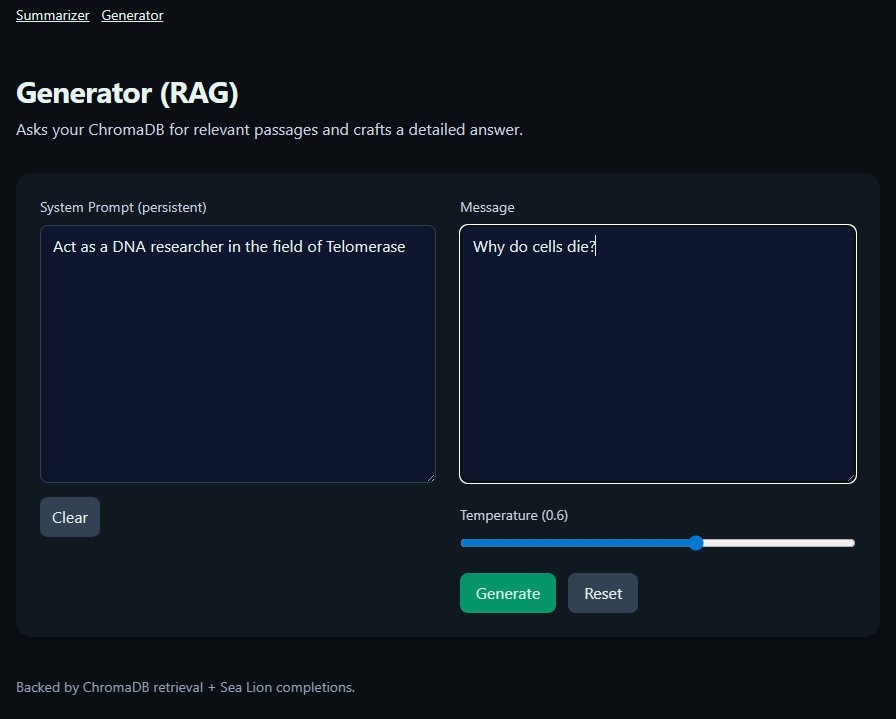 Summarizer Generator
Generator (RAG)
Asks your ChromaDB for relevant passages and crafts a detailed answer.
System Prompt (persistent)
Act as a DNA researcher in the field of Telomerase
Clear
Message
Why do cells die?
Temperature (0.6)
Generate Reset
Backed by ChromaDB retrieval + Sea Lion completions.